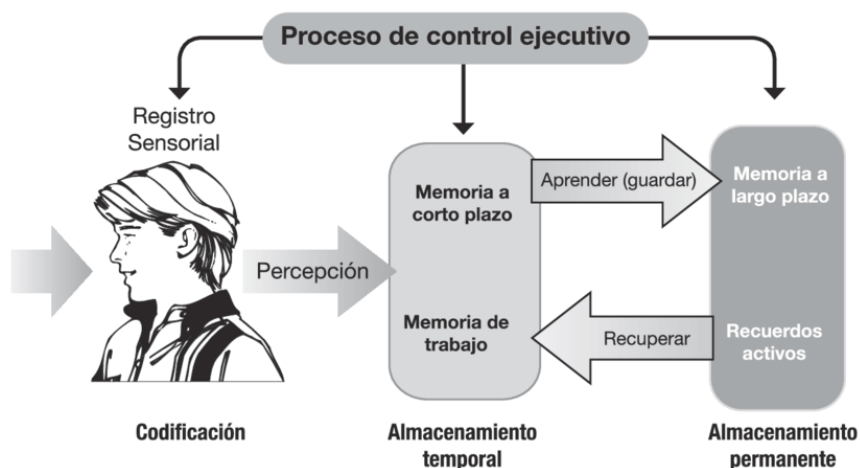 Proceso de control ejecutivo
Registro
Sensorial
Percepción
Memoria a
corto plazo
Memoria de
trabajo
Aprender (guardar)
Recuperar
Memoria a
largo plazo
Recuerdos
activos
Codificación
Almacenamiento
temporal
Almacenamiento
permanente